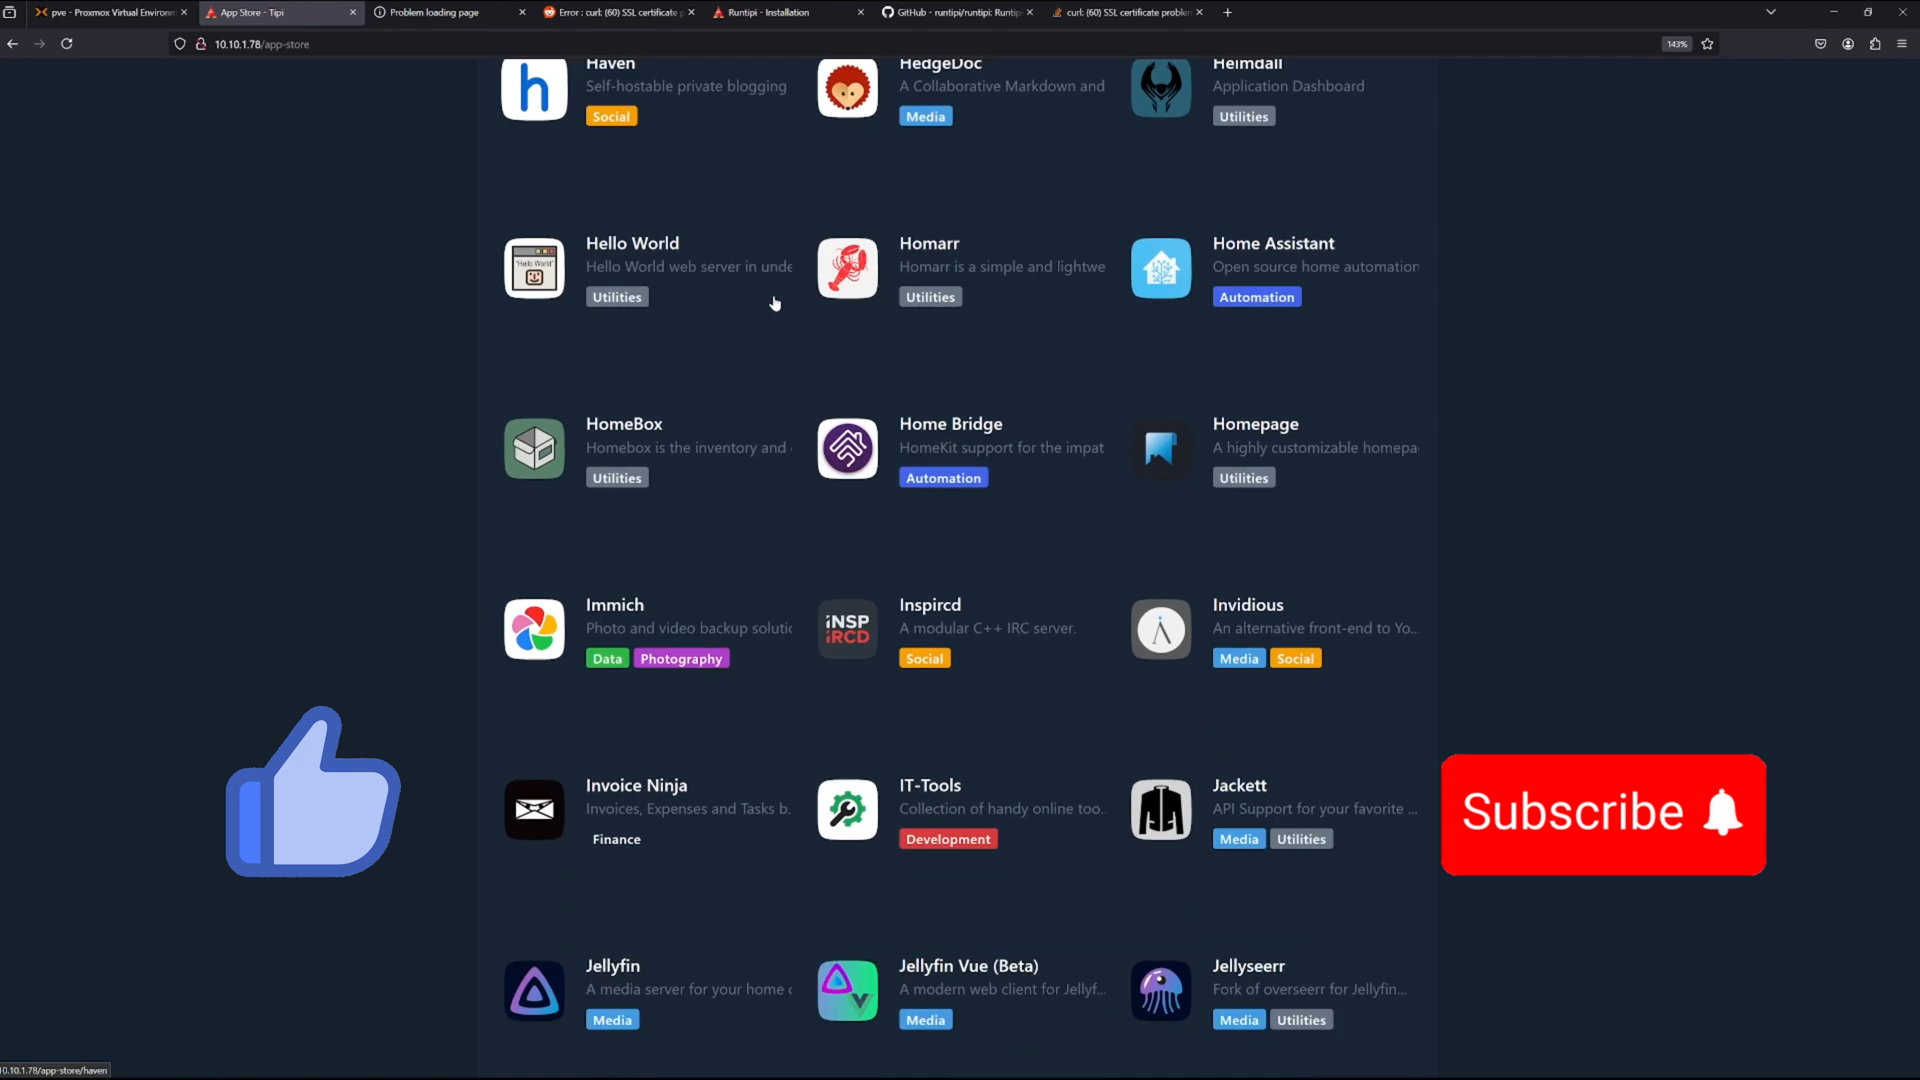 pve - Proxmox Virtual Environm
App Store - Tipi
Problem loading page
Error : curl: (60) SSL certificate p
Runtipi - Installation
GitHub - runtipi/runtipi: Runtip
curl: (60) SSL certificate problem
10.10.1.78/app-store
143%
Haven
Self-hostable private blogging
Social
HedgeDoc
A Collaborative Markdown and
Media
Heimdall
Application Dashboard
Utilities
Hello World
Hello World web server in unde
Utilities
Homarr
Homarr is a simple and lightwe
Utilities
Home Assistant
Open source home automation
Automation
HomeBox
Homebox is the inventory and
Utilities
Home Bridge
HomeKit support for the impat
Automation
Homepage
A highly customizable homepa
Utilities
Immich
Photo and video backup soluti
Data Photography
INSP
IRCD
Inspircd
A modular C++ IRC server.
Social
Invidious
An alternative front-end to Yo...
Media Social
Invoice Ninja
Invoices, Expenses and Tasks b.
Finance
IT-Tools
Collection of handy online too.
Development
Jackett
API Support for your favorite ...
Media Utilities
Subscribe
Jellyfin
A media server for your home
Media
Jellyfin Vue (Beta)
A modern web client for Jellyf...
Media
Jellyseerr
Fork of overseerr for Jellyfin...
Media Utilities
10.10.1.78/app-store/haven